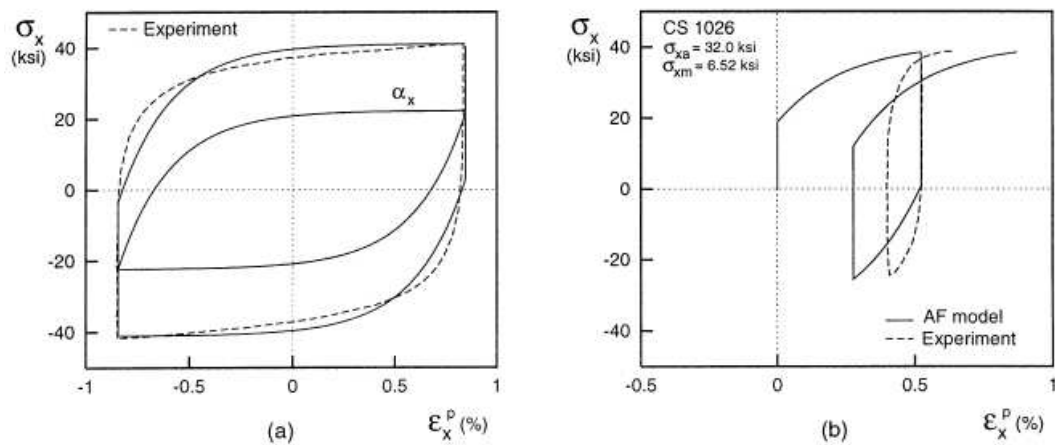 σx
(ksi)
---- Experiment
40
20
0
-20
-40
αx
-1
-0.5
0
0.5
1
εx^p (%)
(a)
σx
(ksi)
40
20
0
-20
-40
CS 1026
σxa = 32.0 ksi
σxm = 6.52 ksi
AF model
Experiment
-0.5
0
0.5
1
εx^p (%)
(b)